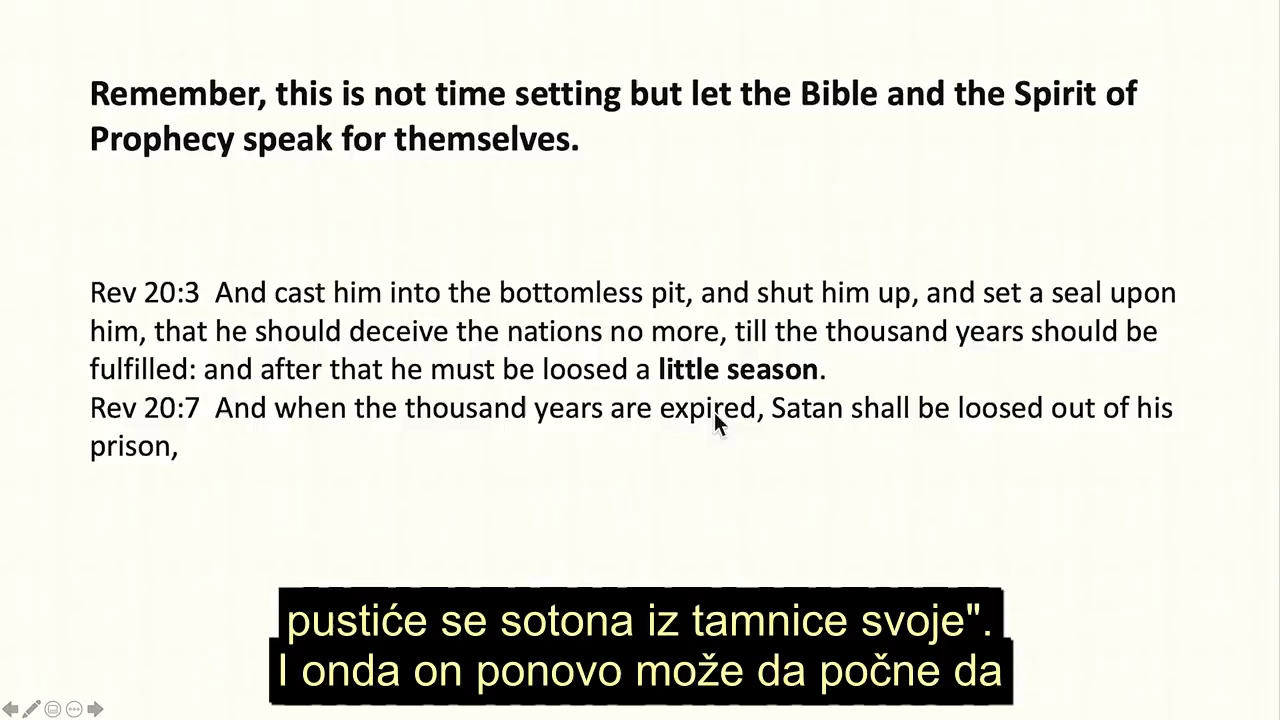 Remember, this is not time setting but let the Bible and the Spirit of
Prophecy speak for themselves.
Rev 20:3  And cast him into the bottomless pit, and shut him up, and set a seal upon
him, that he should deceive the nations no more, till the thousand years should be
fulfilled: and after that he must be loosed a little season.
Rev 20:7  And when the thousand years are expired, Satan shall be loosed out of his
prison,
pustiće se sotona iz tamnice svoje".
I onda on ponovo može da počne da